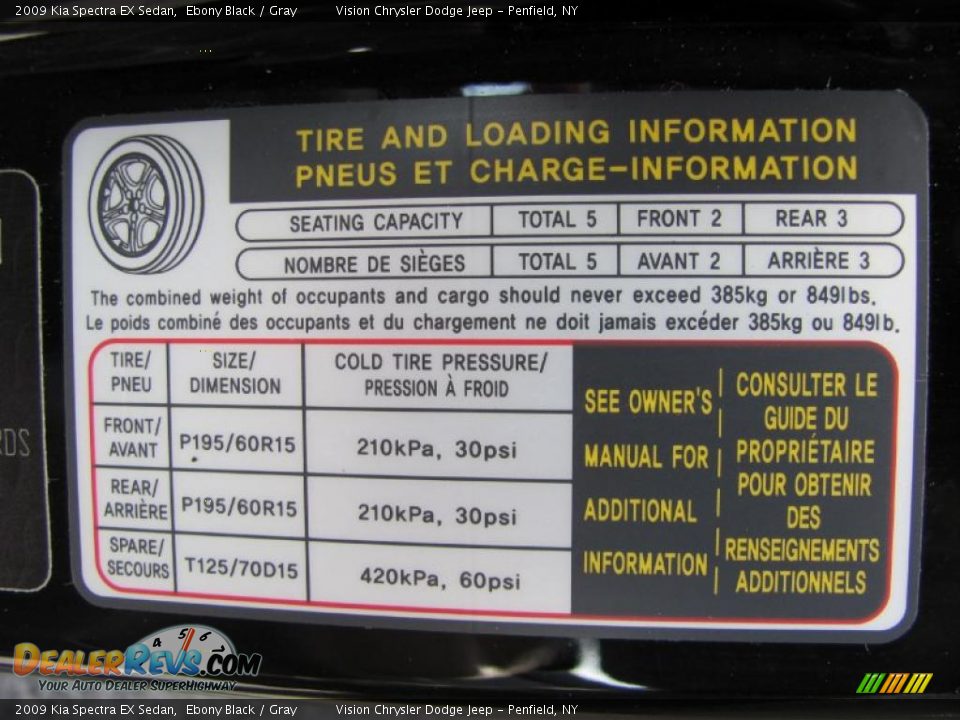 2009 Kia Spectra EX Sedan, Ebony Black / Gray Vision Chrysler Dodge Jeep - Penfield, NY
TIRE AND LOADING INFORMATION
PNEUS ET CHARGE-INFORMATION
SEATING CAPACITY TOTAL 5 FRONT 2 REAR 3
NOMBRE DE SIÈGES TOTAL 5 AVANT 2 ARRIÈRE 3
The combined weight of occupants and cargo should never exceed 385kg or 849lbs.
Le poids combiné des occupants et du chargement ne doit jamais excéder 385kg ou 849lb.
TIRE/
PNEU
SIZE/
DIMENSION
COLD TIRE PRESSURE/
PRESSION À FROID
FRONT/
AVANT
P195/60R15
210kPa, 30psi
REAR/
ARRIÈRE
P195/60R15
210kPa, 30psi
SPARE/
SECOURS
T125/70D15
420kPa, 60psi
SEE OWNER'S
MANUAL FOR
ADDITIONAL
INFORMATION
CONSULTER LE
GUIDE DU
PROPRIÉTAIRE
POUR OBTENIR
DES
RENSEIGNEMENTS
ADDITIONNELS
RDS
4 5 6
DEALERREVS.COM
YOUR AUTO DEALER SUPERHIGHWAY
2009 Kia Spectra EX Sedan, Ebony Black / Gray Vision Chrysler Dodge Jeep - Penfield, NY